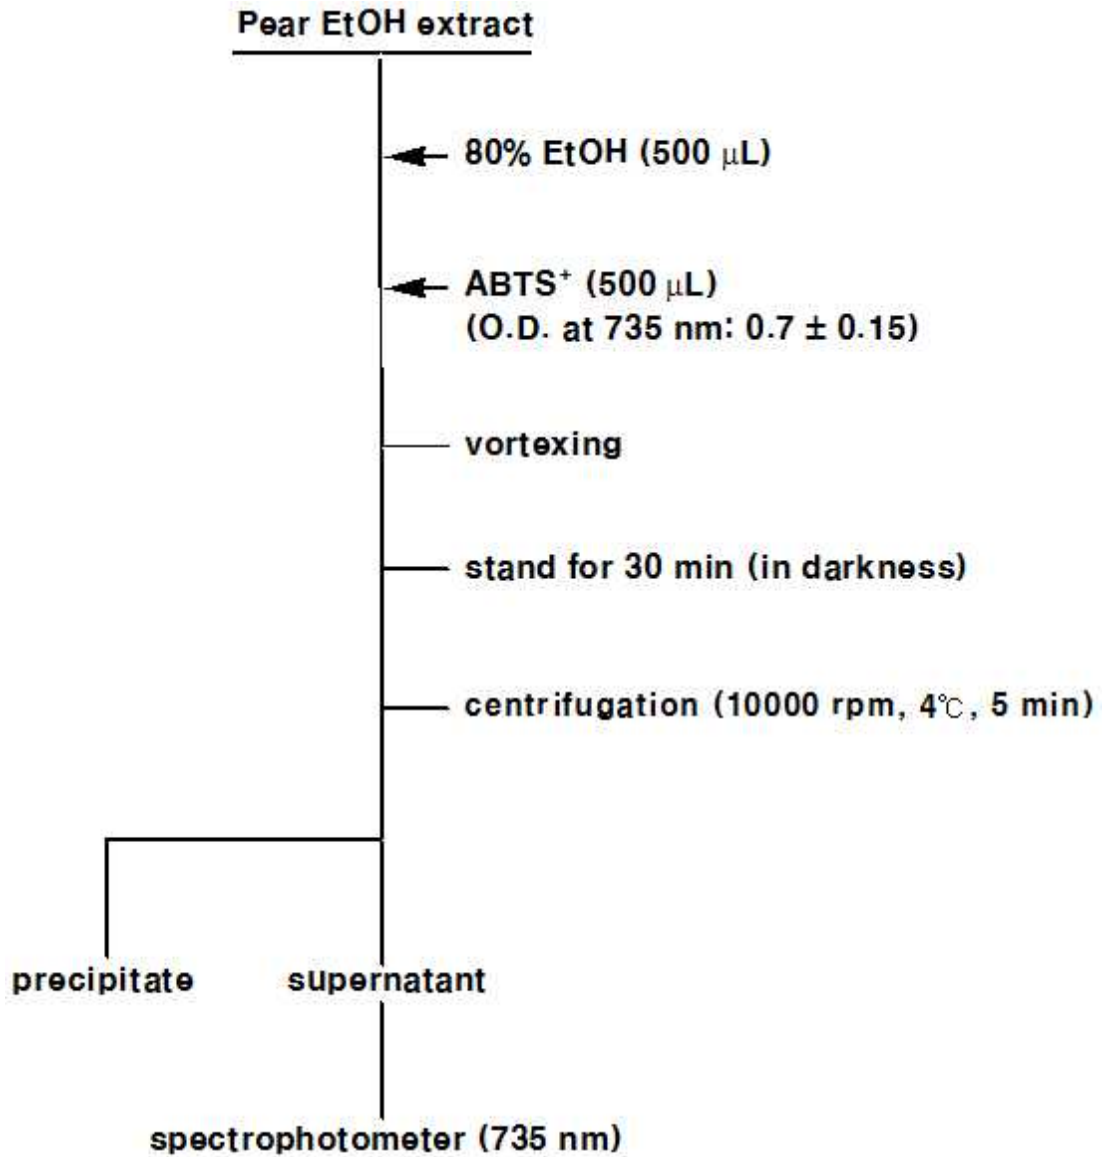 Pear EtOH extract
80% EtOH (500 μL)
ABTS⁺ (500 μL)
(O.D. at 735 nm: 0.7 ± 0.15)
vortexing
stand for 30 min (in darkness)
centrifugation (10000 rpm, 4℃, 5 min)
precipitate
supernatant
spectrophotometer (735 nm)